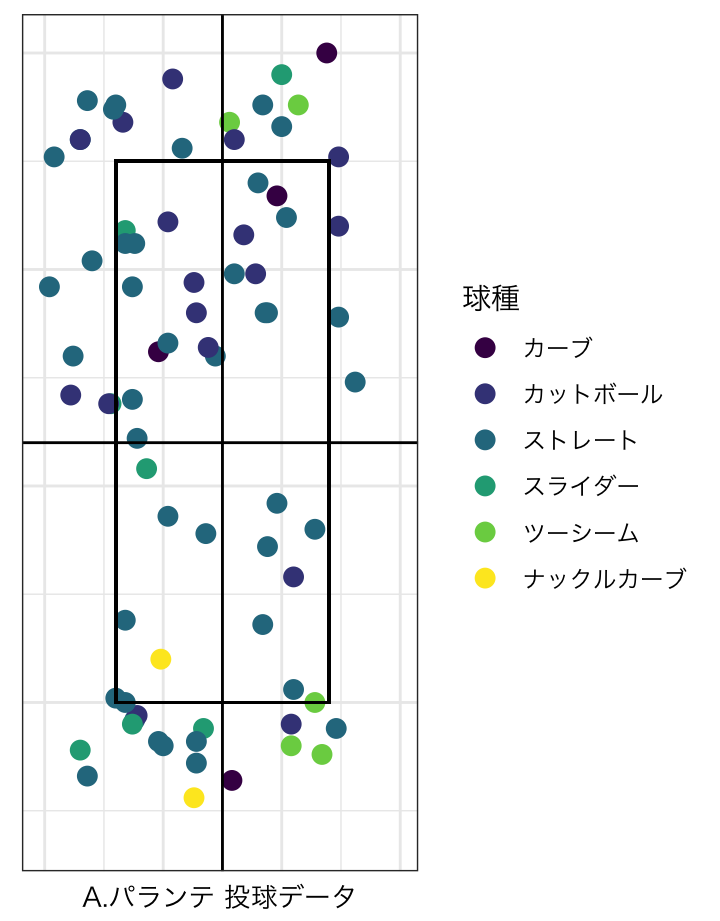 球種
カーブ
カットボール
ストレート
スライダー
ツーシーム
ナックルカーブ
A.パランテ 投球データ